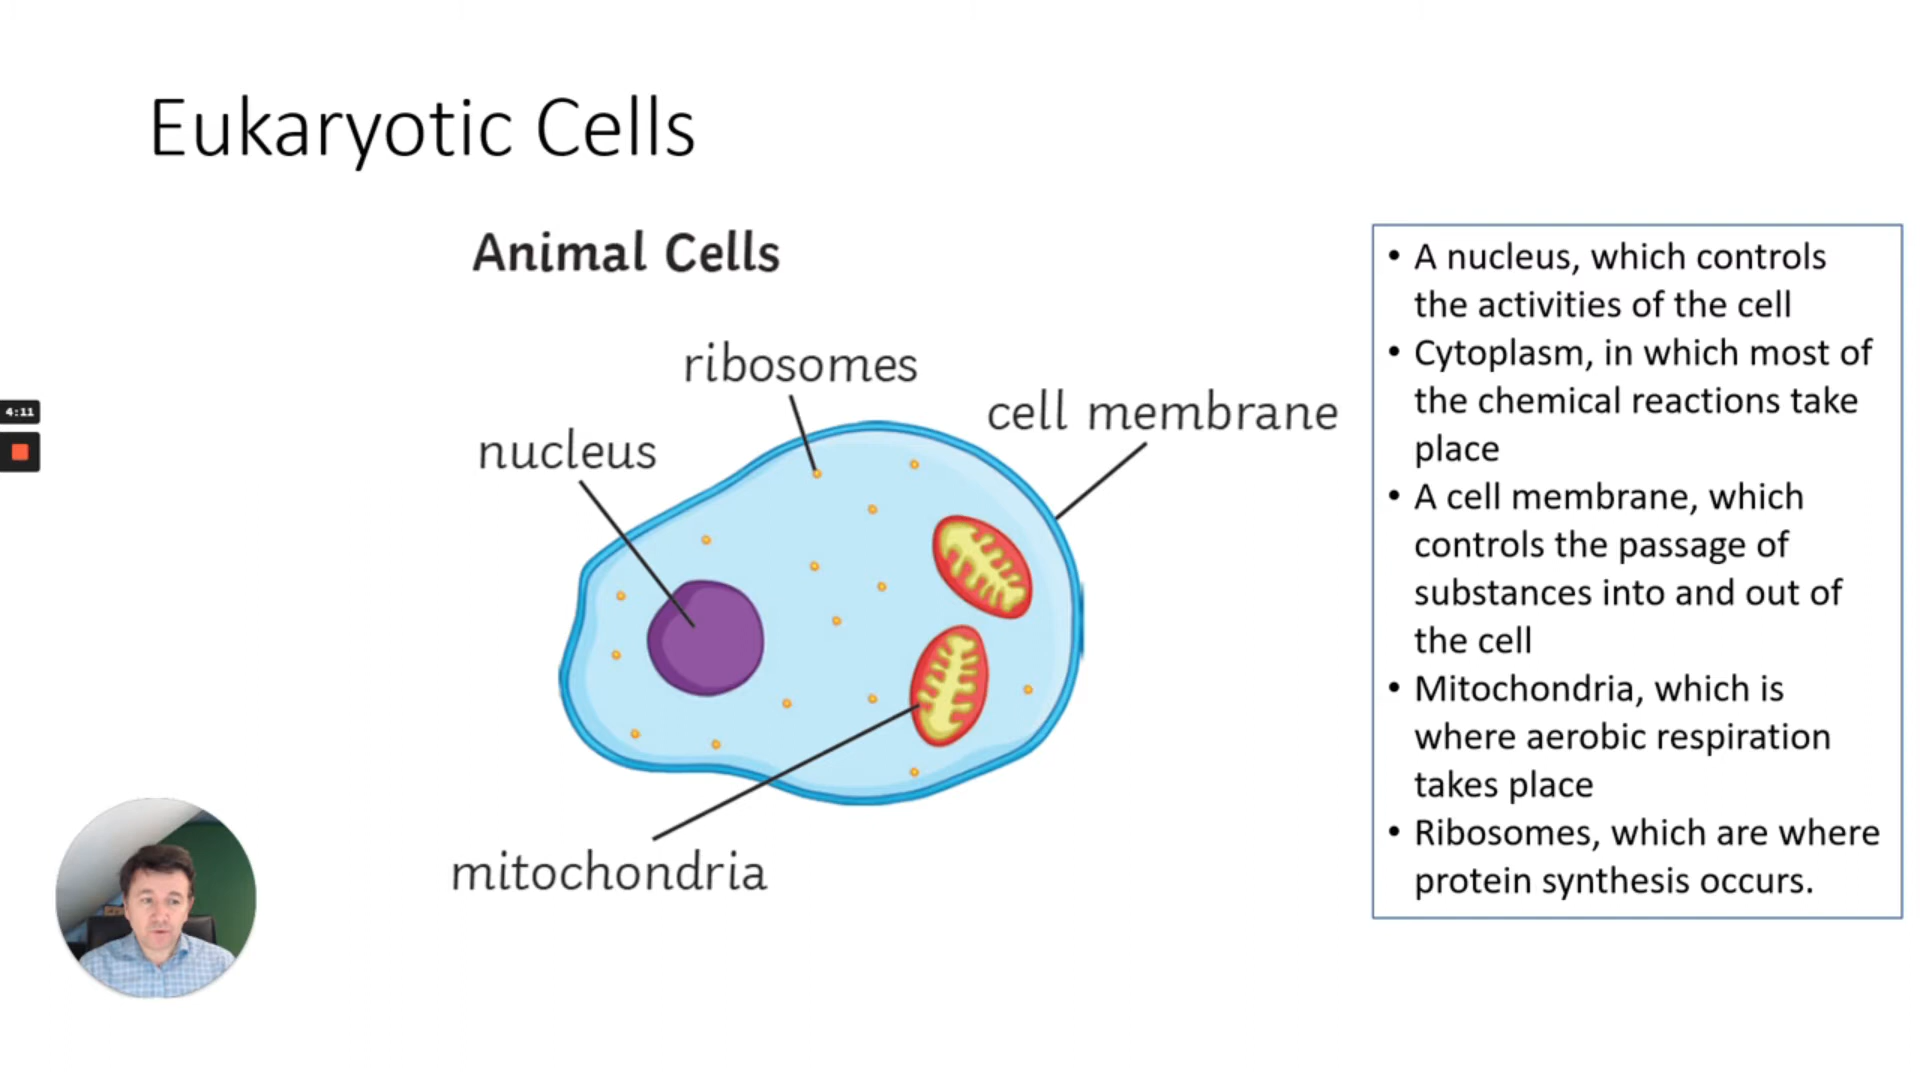 Eukaryotic Cells
Animal Cells
ribosomes
cell membrane
nucleus
mitochondria
4:11
• A nucleus, which controls
the activities of the cell
• Cytoplasm, in which most of
the chemical reactions take
place
• A cell membrane, which
controls the passage of
substances into and out of
the cell
• Mitochondria, which is
where aerobic respiration
takes place
• Ribosomes, which are where
protein synthesis occurs.